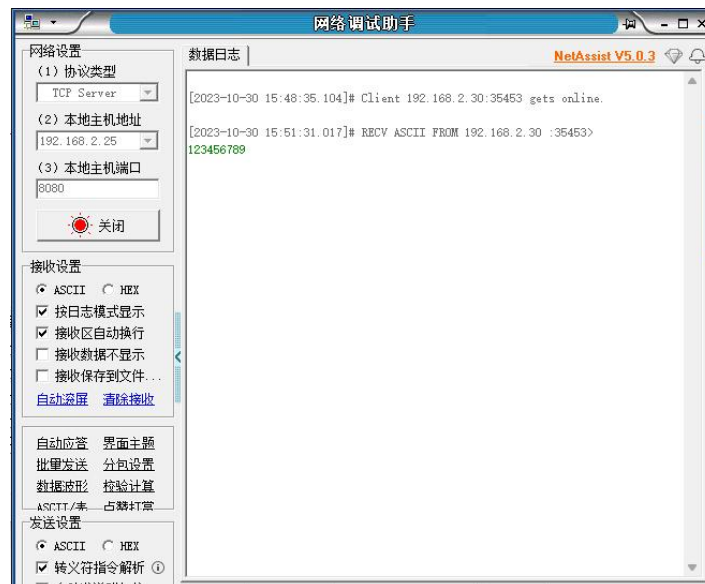 网络调试助手
网络设置
(1) 协议类型
TCP Server
(2) 本地主机地址
192.168.2.25
(3) 本地主机端口
8080
关闭
接收设置
ASCII HEX
按日志模式显示
接收区自动换行
接收数据不显示
接收保存到文件...
自动滚屏 清除接收
自动应答 界面主题
批量发送 分包设置
数据波形 校验计算
点赞打赏
发送设置
ASCII HEX
转义符指令解析
数据日志
NetAssist V5.0.3
[2023-10-30 15:48:35.104]# Client 192.168.2.30:35453 gets online.
[2023-10-30 15:51:31.017]# RECV ASCII FROM 192.168.2.30 :35453>
123456789